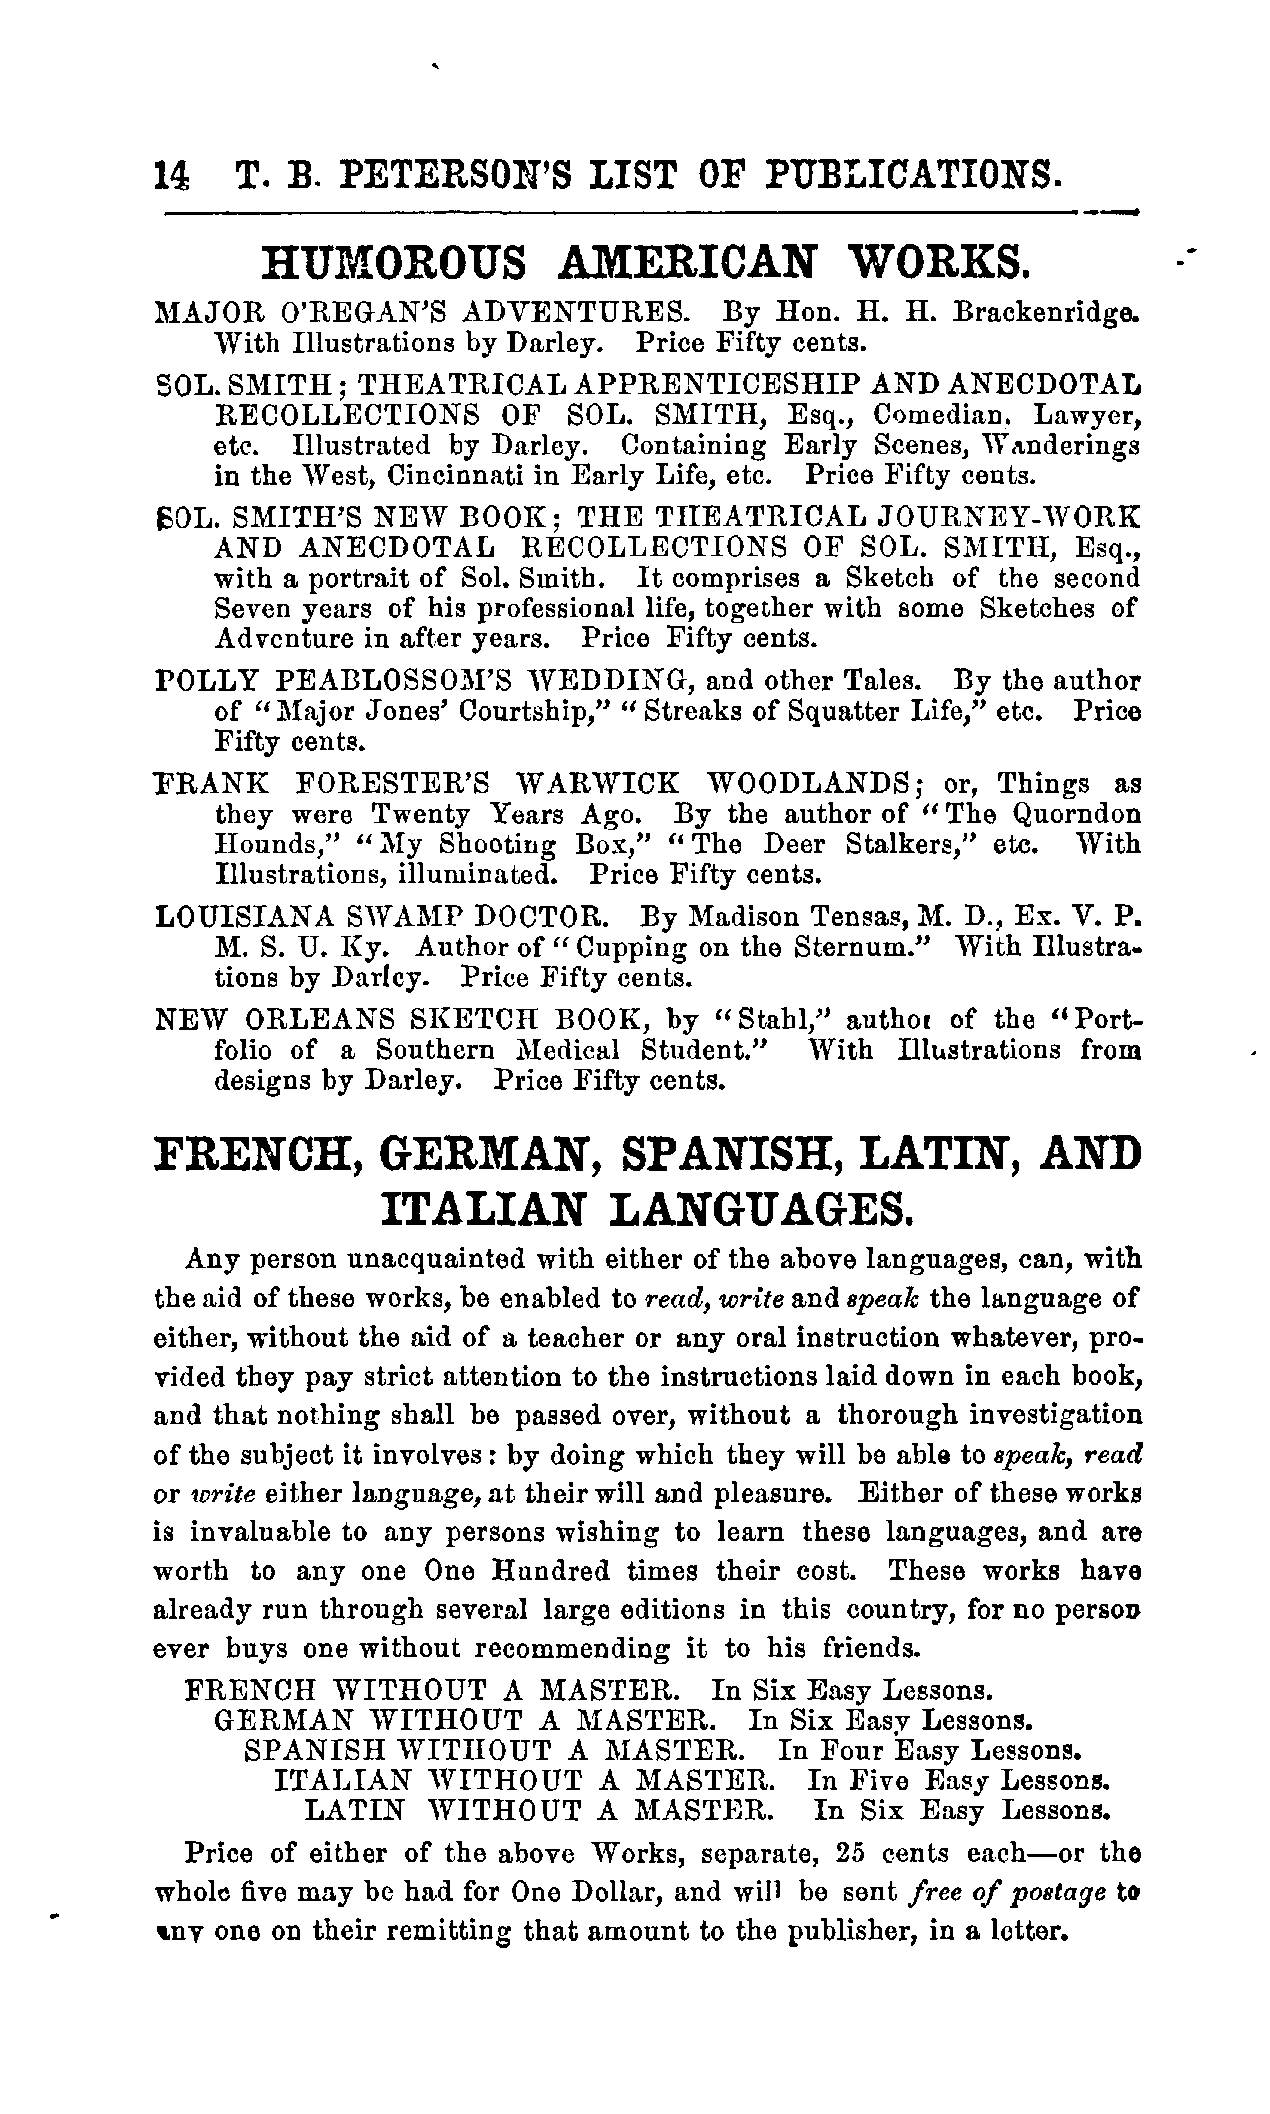 14 T. B. PETERSON'S LIST OF PUBLICATIONS.
HUMOROUS AMERICAN WORKS.
MAJOR O'REGAN'S ADVENTURES. By Hon. H. H. Brackenridge.
With Illustrations by Darley. Price Fifty cents.
SOL. SMITH; THEATRICAL APPRENTICESHIP AND ANECDOTAL
RECOLLECTIONS OF SOL. SMITH, Esq., Comedian, Lawyer,
etc. Illustrated by Darley. Containing Early Scenes, Wanderings
in the West, Cincinnati in Early Life, etc. Price Fifty cents.
SOL. SMITH'S NEW BOOK; THE THEATRICAL JOURNEY-WORK
AND ANECDOTAL RECOLLECTIONS OF SOL. SMITH, Esq.,
with a portrait of Sol. Smith. It comprises a Sketch of the second
Seven years of his professional life, together with some Sketches of
Adventure in after years. Price Fifty cents.
POLLY PEABLOSSOM'S WEDDING, and other Tales. By the author
of "Major Jones' Courtship," "Streaks of Squatter Life," etc. Price
Fifty cents.
FRANK FORESTER'S WARWICK WOODLANDS; or, Things as
they were Twenty Years Ago. By the author of "The Quorndon
Hounds," "My Shooting Box," "The Deer Stalkers," etc. With
Illustrations, illuminated. Price Fifty cents.
LOUISIANA SWAMP DOCTOR. By Madison Tensas, M. D., Ex. V. P.
M. S. U. Ky. Author of "Cupping on the Sternum." With Illustra-
tions by Darley. Price Fifty cents.
NEW ORLEANS SKETCH BOOK, by "Stahl," author of the "Port-
folio of a Southern Medical Student." With Illustrations from
designs by Darley. Price Fifty cents.
FRENCH, GERMAN, SPANISH, LATIN, AND
ITALIAN LANGUAGES.
Any person unacquainted with either of the above languages, can, with
the aid of these works, be enabled to read, write and speak the language of
either, without the aid of a teacher or any oral instruction whatever, pro-
vided they pay strict attention to the instructions laid down in each book,
and that nothing shall be passed over, without a thorough investigation
of the subject it involves: by doing which they will be able to speak, read
or write either language, at their will and pleasure. Either of these works
is invaluable to any persons wishing to learn these languages, and are
worth to any one One Hundred times their cost. These works have
already run through several large editions in this country, for no person
ever buys one without recommending it to his friends.
FRENCH WITHOUT A MASTER. In Six Easy Lessons.
GERMAN WITHOUT A MASTER. In Six Easy Lessons.
SPANISH WITHOUT A MASTER. In Four Easy Lessons.
ITALIAN WITHOUT A MASTER. In Five Easy Lessons.
LATIN WITHOUT A MASTER. In Six Easy Lessons.
Price of either of the above Works, separate, 25 cents each—or the
whole five may be had for One Dollar, and will be sent free of postage to
any one on their remitting that amount to the publisher, in a letter.